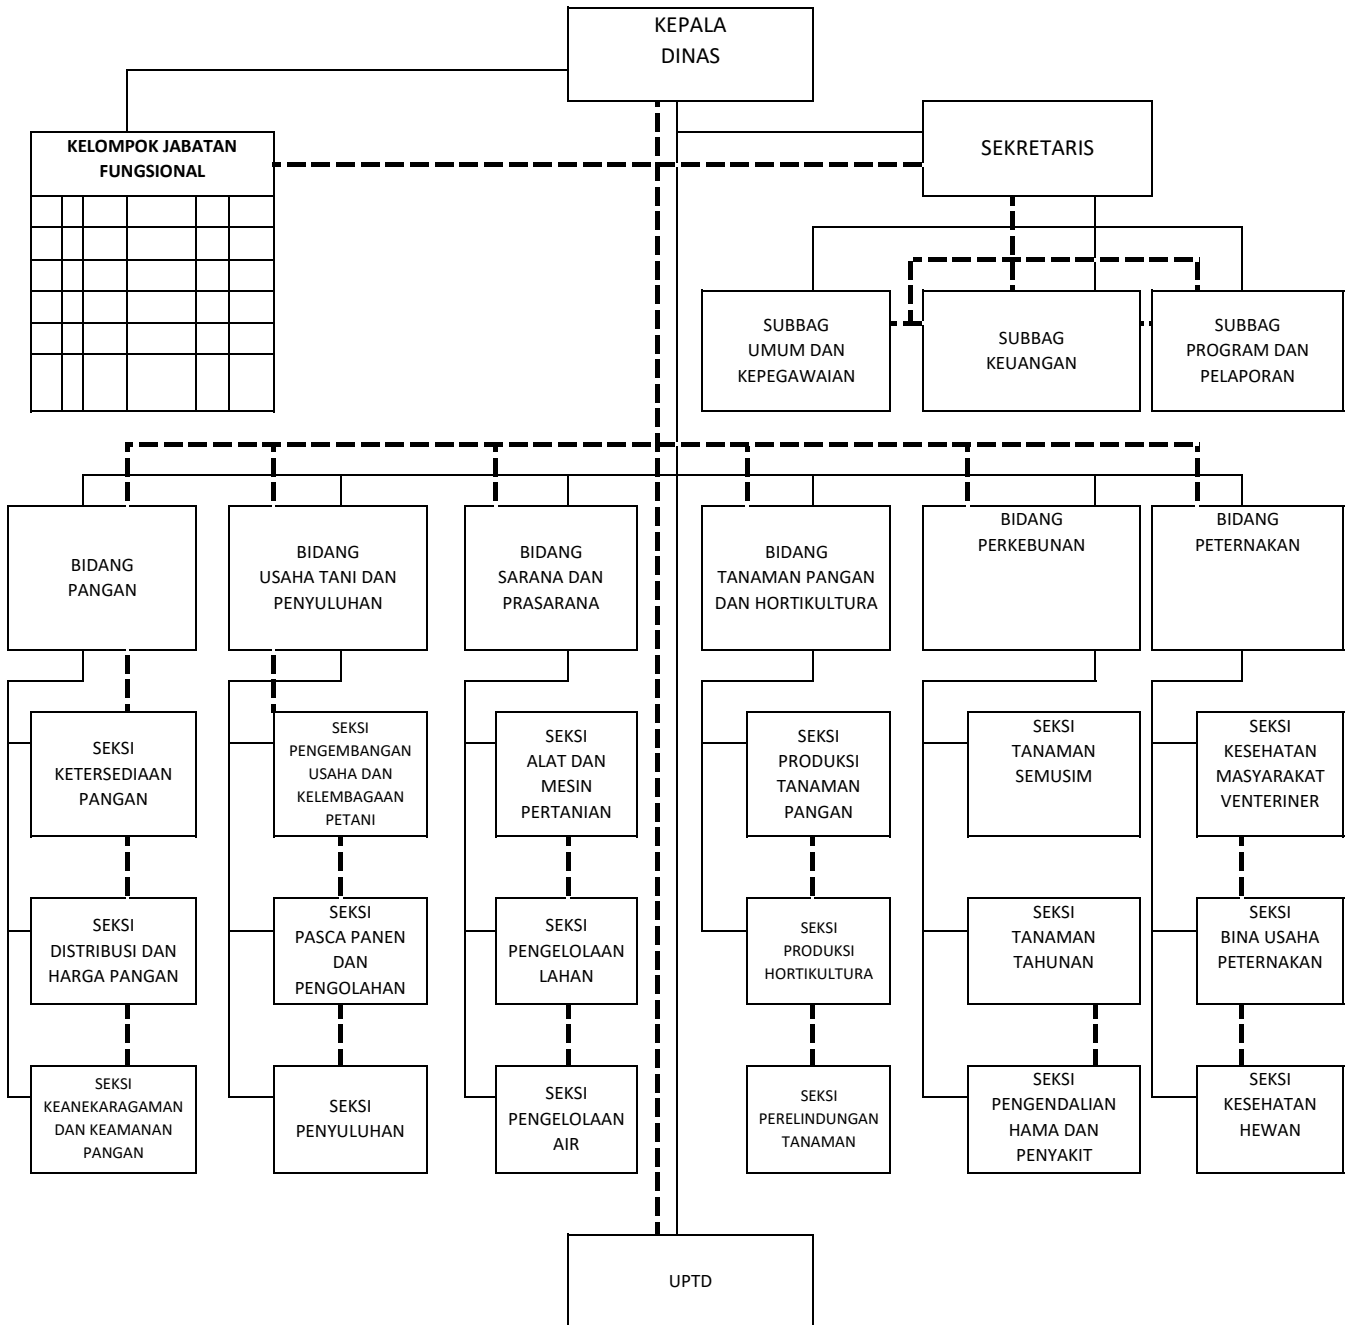 KEPALA
DINAS
KELOMPOK JABATAN
FUNGSIONAL
SEKRETARIS
SUBBAG
UMUM DAN
KEPEGAWAIAN
SUBBAG
KEUANGAN
SUBBAG
PROGRAM DAN
PELAPORAN
BIDANG
PANGAN
BIDANG
USAHA TANI DAN
PENYULUHAN
BIDANG
SARANA DAN
PRASARANA
BIDANG
TANAMAN PANGAN
DAN HORTIKULTURA
BIDANG
PERKEBUNAN
BIDANG
PETERNAKAN
SEKSI
KETERSEDIAAN
PANGAN
SEKSI
PENGEMBANGAN
USAHA DAN
KELEMBAGAAN
PETANI
SEKSI
ALAT DAN
MESIN
PERTANIAN
SEKSI
PRODUKSI
TANAMAN
PANGAN
SEKSI
TANAMAN
SEMUSIM
SEKSI
KESEHATAN
MASYARAKAT
VENTERINER
SEKSI
DISTRIBUSI DAN
HARGA PANGAN
SEKSI
PASCA PANEN
DAN
PENGOLAHAN
SEKSI
PENGELOLAAN
LAHAN
SEKSI
PRODUKSI
HORTIKULTURA
SEKSI
TANAMAN
TAHUNAN
SEKSI
BINA USAHA
PETERNAKAN
SEKSI
KEANEKARAGAMAN
DAN KEAMANAN
PANGAN
SEKSI
PENYULUHAN
SEKSI
PENGELOLAAN
AIR
SEKSI
PERELINDUNGAN
TANAMAN
SEKSI
PENGENDALIAN
HAMA DAN
PENYAKIT
SEKSI
KESEHATAN
HEWAN
UPTD